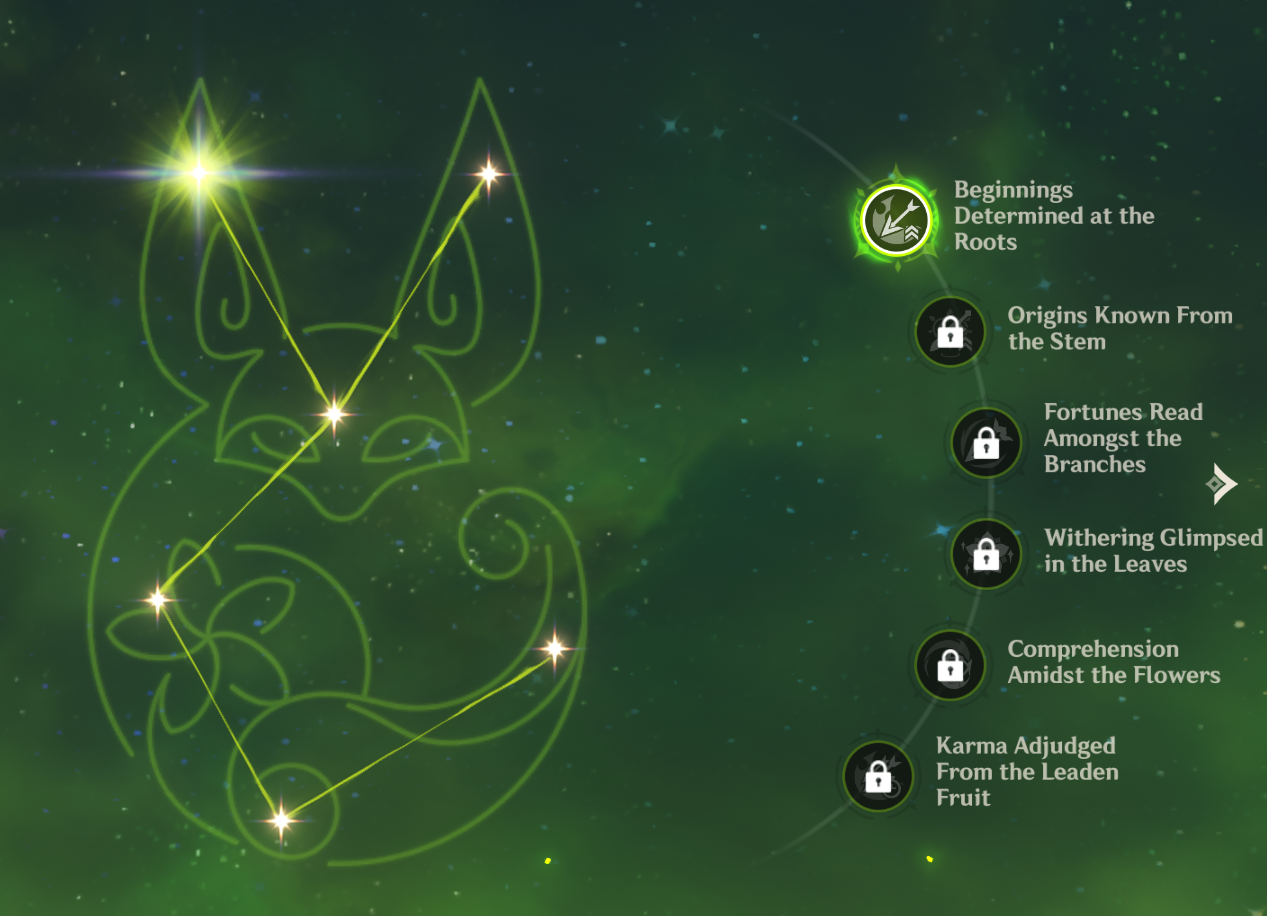 Beginnings
Determined at the
Roots
Origins Known From
the Stem
Fortunes Read
Amongst the
Branches
Withering Glimpsed
in the Leaves
Comprehension
Amidst the Flowers
Karma Adjudged
From the Leaden
Fruit